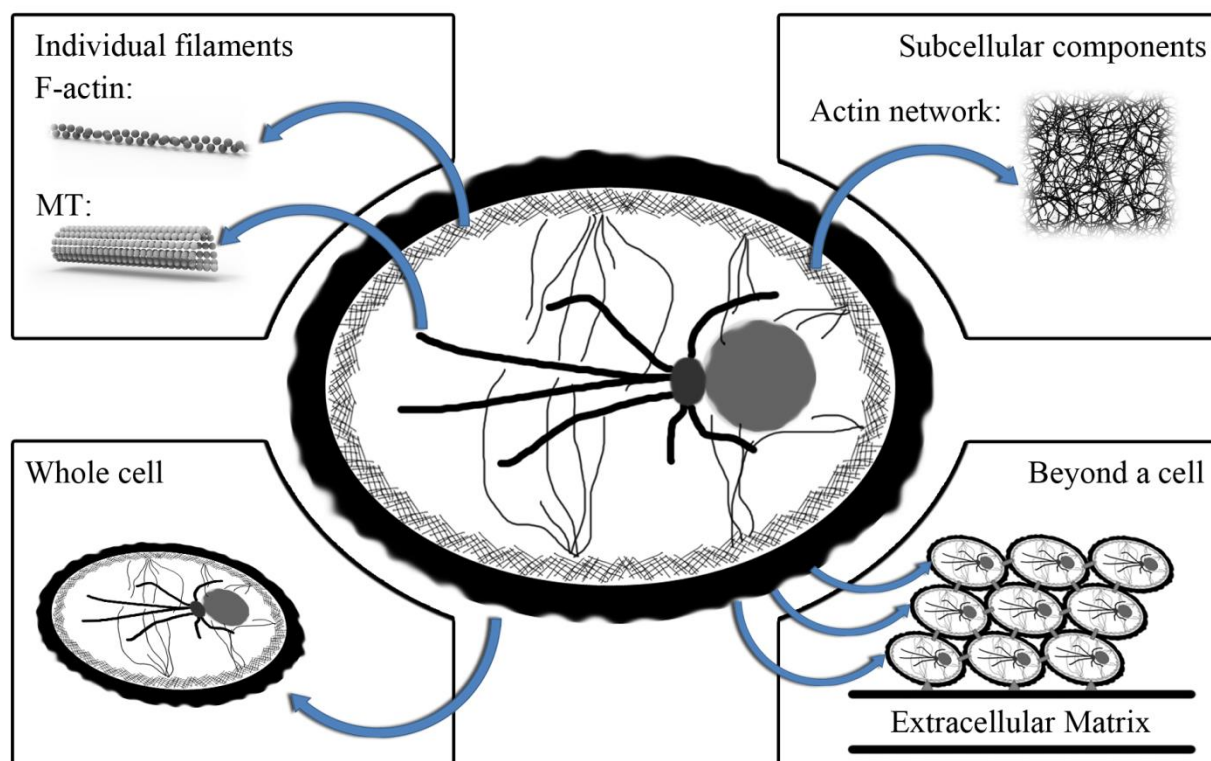 Individual filaments
F-actin:
MT:
Subcellular components
Actin network:
Whole cell
Beyond a cell
Extracellular Matrix